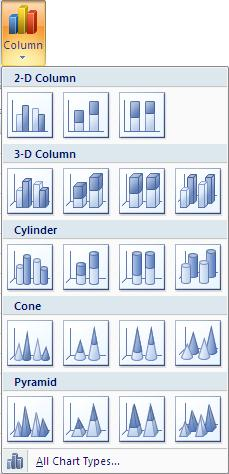 Column
2-D Column
3-D Column
Cylinder
Cone
Pyramid
All Chart Types...